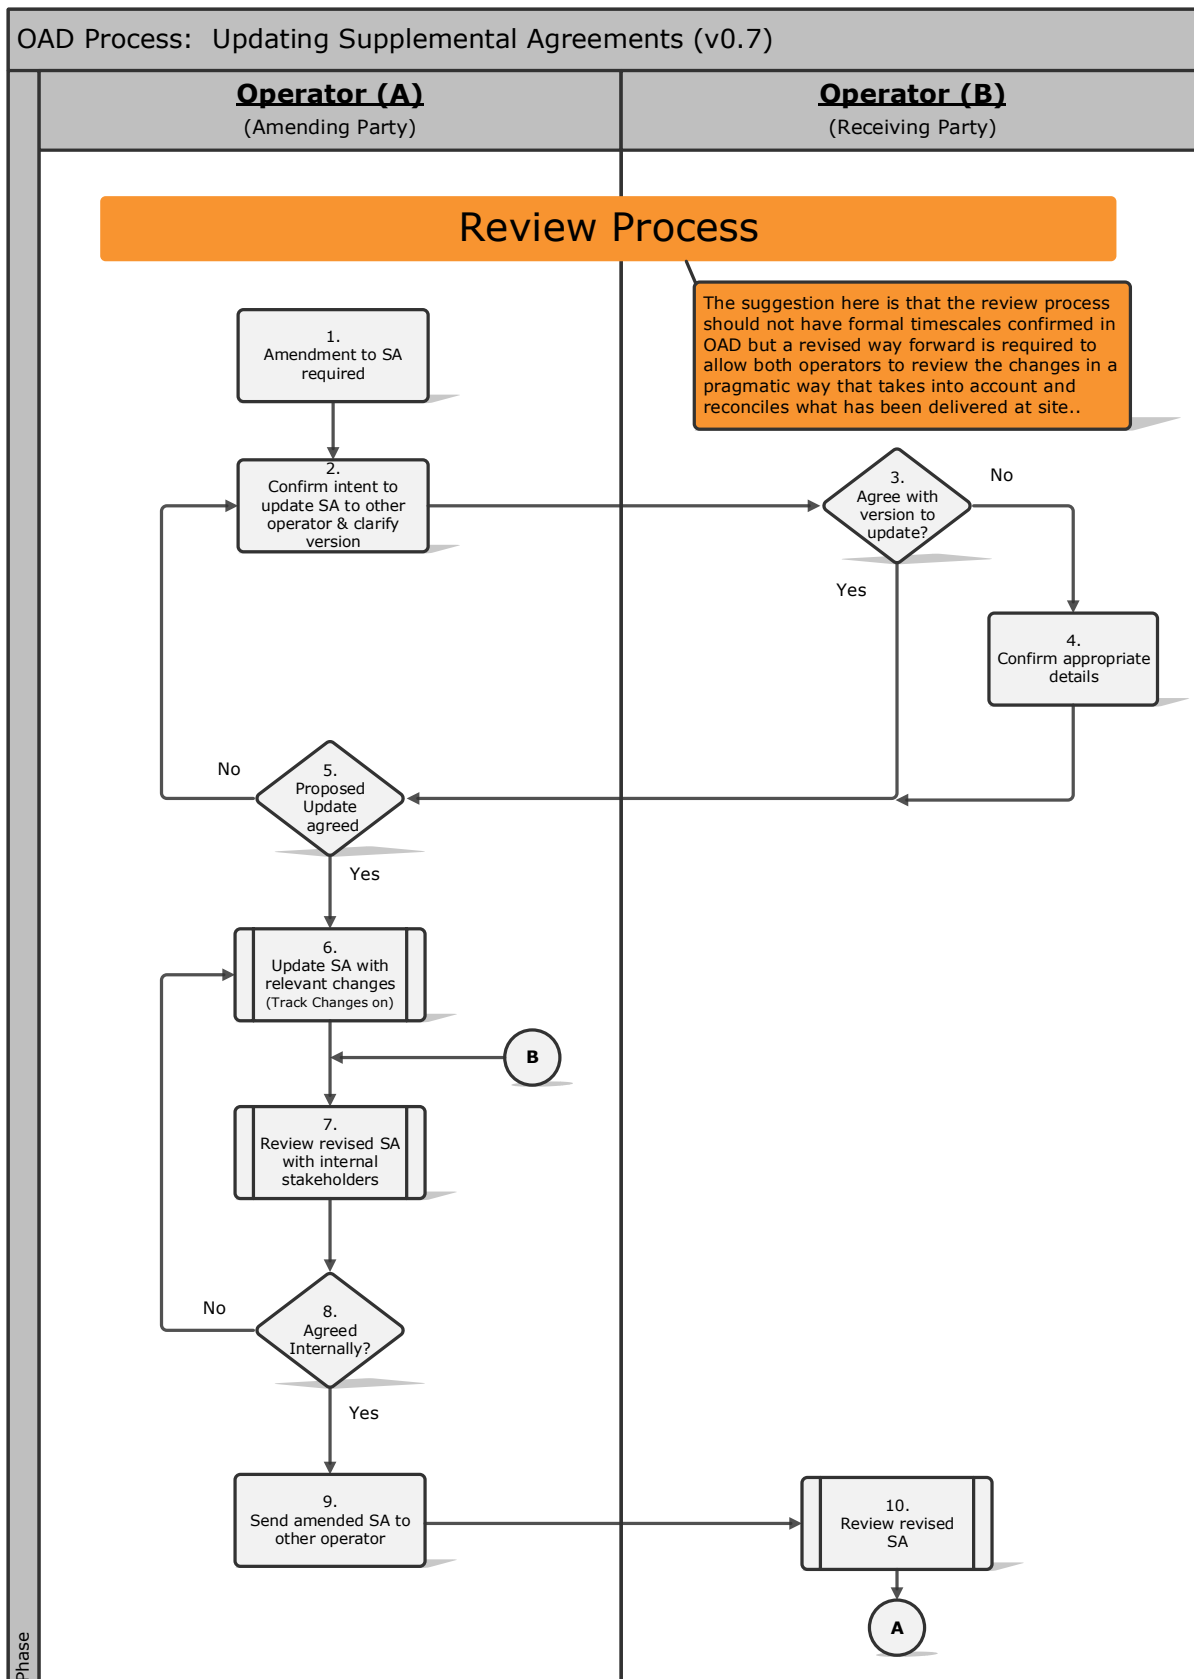 OAD Process:  Updating Supplemental Agreements (v0.7)
Operator (A)
(Amending Party)
Operator (B)
(Receiving Party)
Review Process
The suggestion here is that the review process
should not have formal timescales confirmed in
OAD but a revised way forward is required to
allow both operators to review the changes in a
pragmatic way that takes into account and
reconciles what has been delivered at site..
1.
Amendment to SA
required
2.
Confirm intent to
update SA to other
operator & clarify
version
3.
Agree with
version to
update?
No
Yes
4.
Confirm appropriate
details
No
5.
Proposed
Update
agreed
Yes
6.
Update SA with
relevant changes
(Track Changes on)
B
7.
Review revised SA
with internal
stakeholders
No
8.
Agreed
Internally?
Yes
9.
Send amended SA to
other operator
10.
Review revised
SA
A
Phase